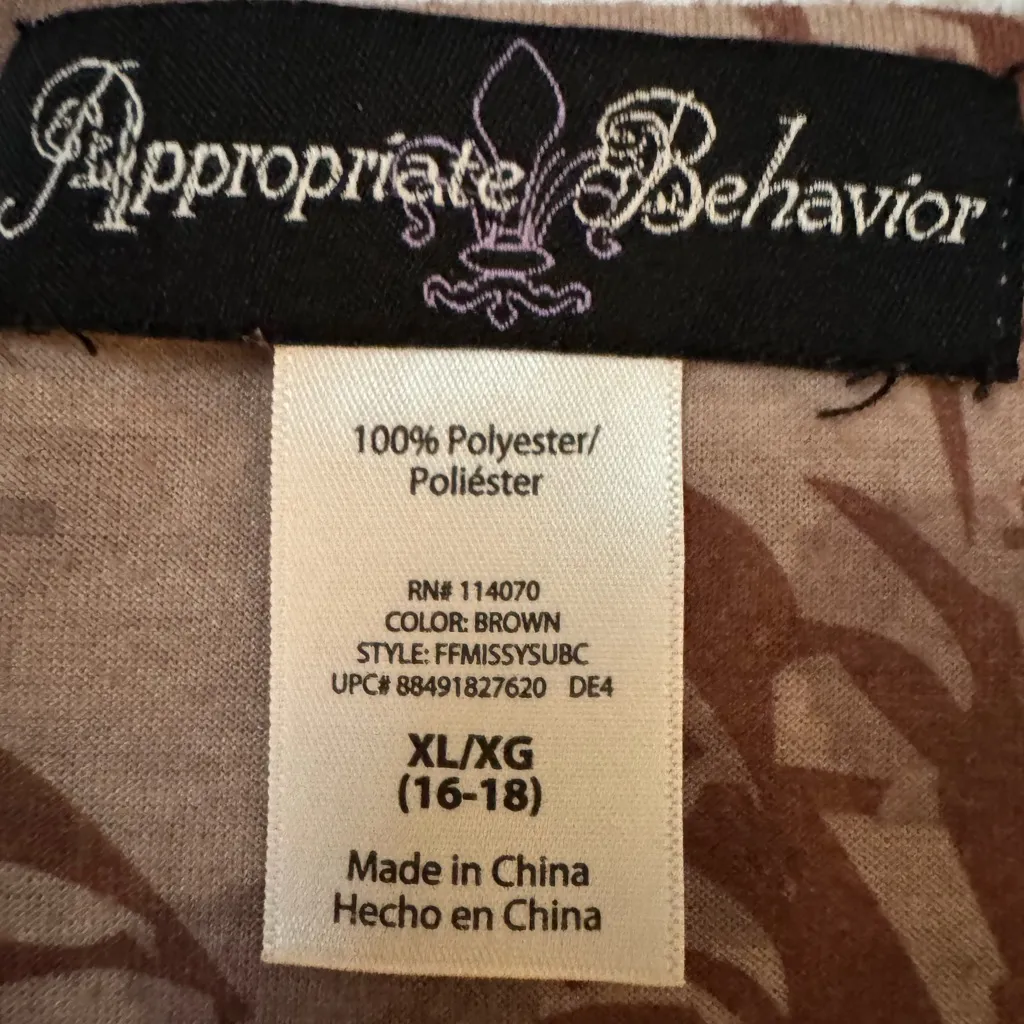 Appropriate Behavior
100% Polyester/
Poliéster
RN# 114070
COLOR: BROWN
STYLE: FFMISSYSUBC
UPC# 88491827620 DE4
XL/XG
(16-18)
Made in China
Hecho en China